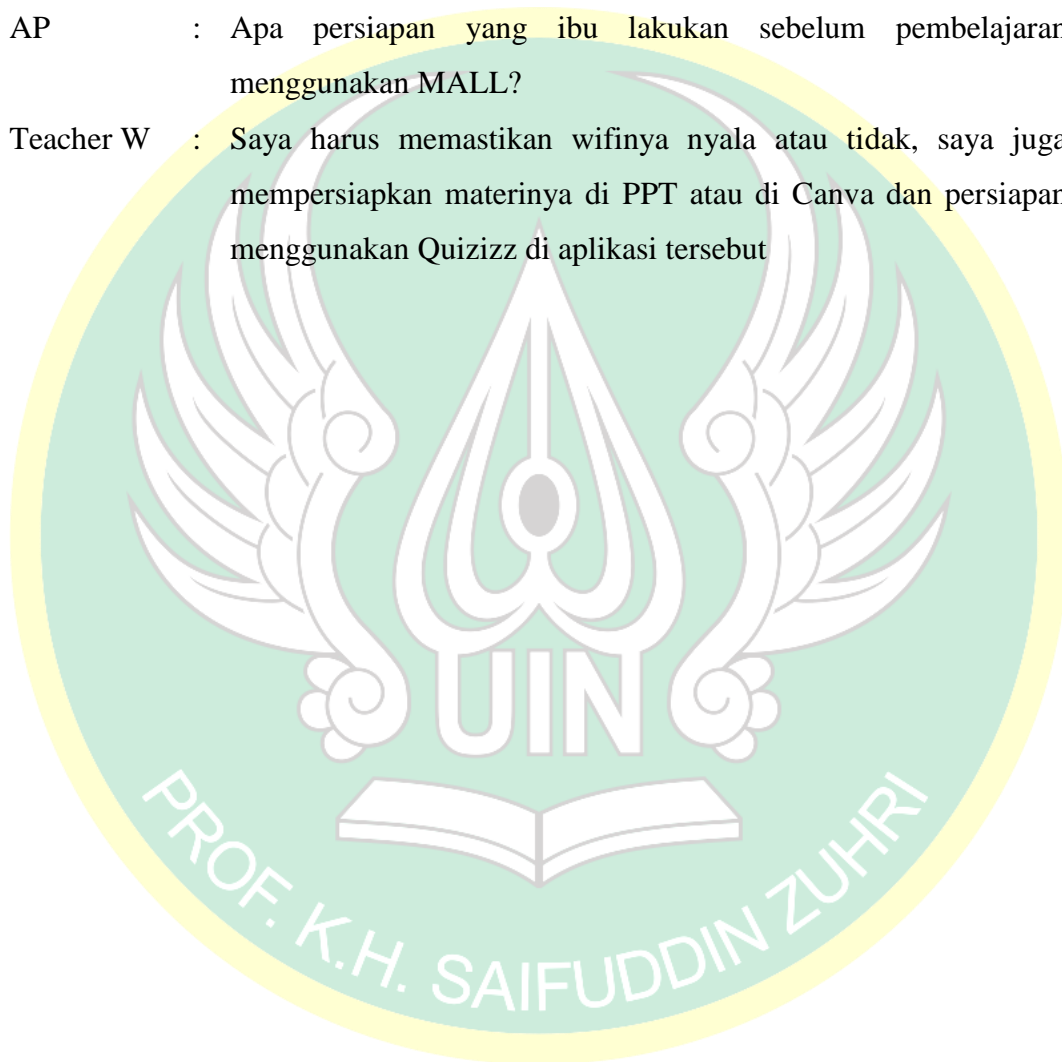 AP : Apa persiapan yang ibu lakukan sebelum pembelajaran
menggunakan MALL?
Teacher W : Saya harus memastikan wifinya nyala atau tidak, saya juga
mempersiapkan materinya di PPT atau di Canva dan persiapan
menggunakan Quizizz di aplikasi tersebut
UIN
PROF. K.H. SAIFUDDIN ZUHRI